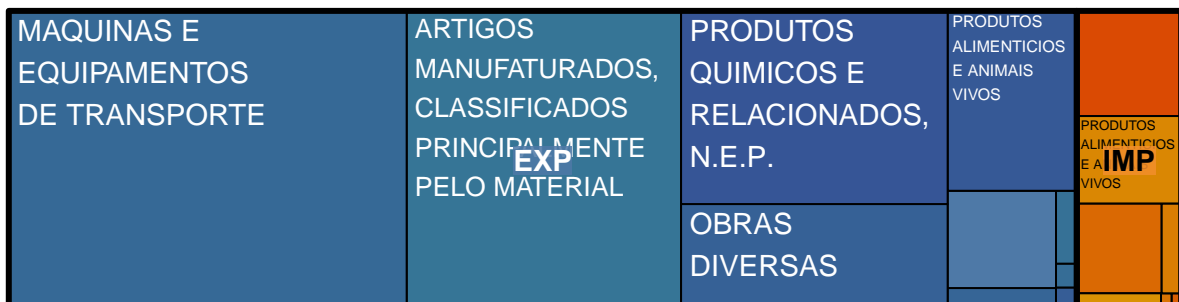 MAQUINAS E
EQUIPAMENTOS
DE TRANSPORTE
ARTIGOS
MANUFATURADOS,
CLASSIFICADOS
PRINCIPALMENTE
PELO MATERIAL
EXP
PRODUTOS
QUIMICOS E
RELACIONADOS,
N.E.P.
OBRAS
DIVERSAS
PRODUTOS
ALIMENTICIOS
E ANIMAIS
VIVOS
PRODUTOS
ALIMENTICIOS
E A
VIVOS
IMP